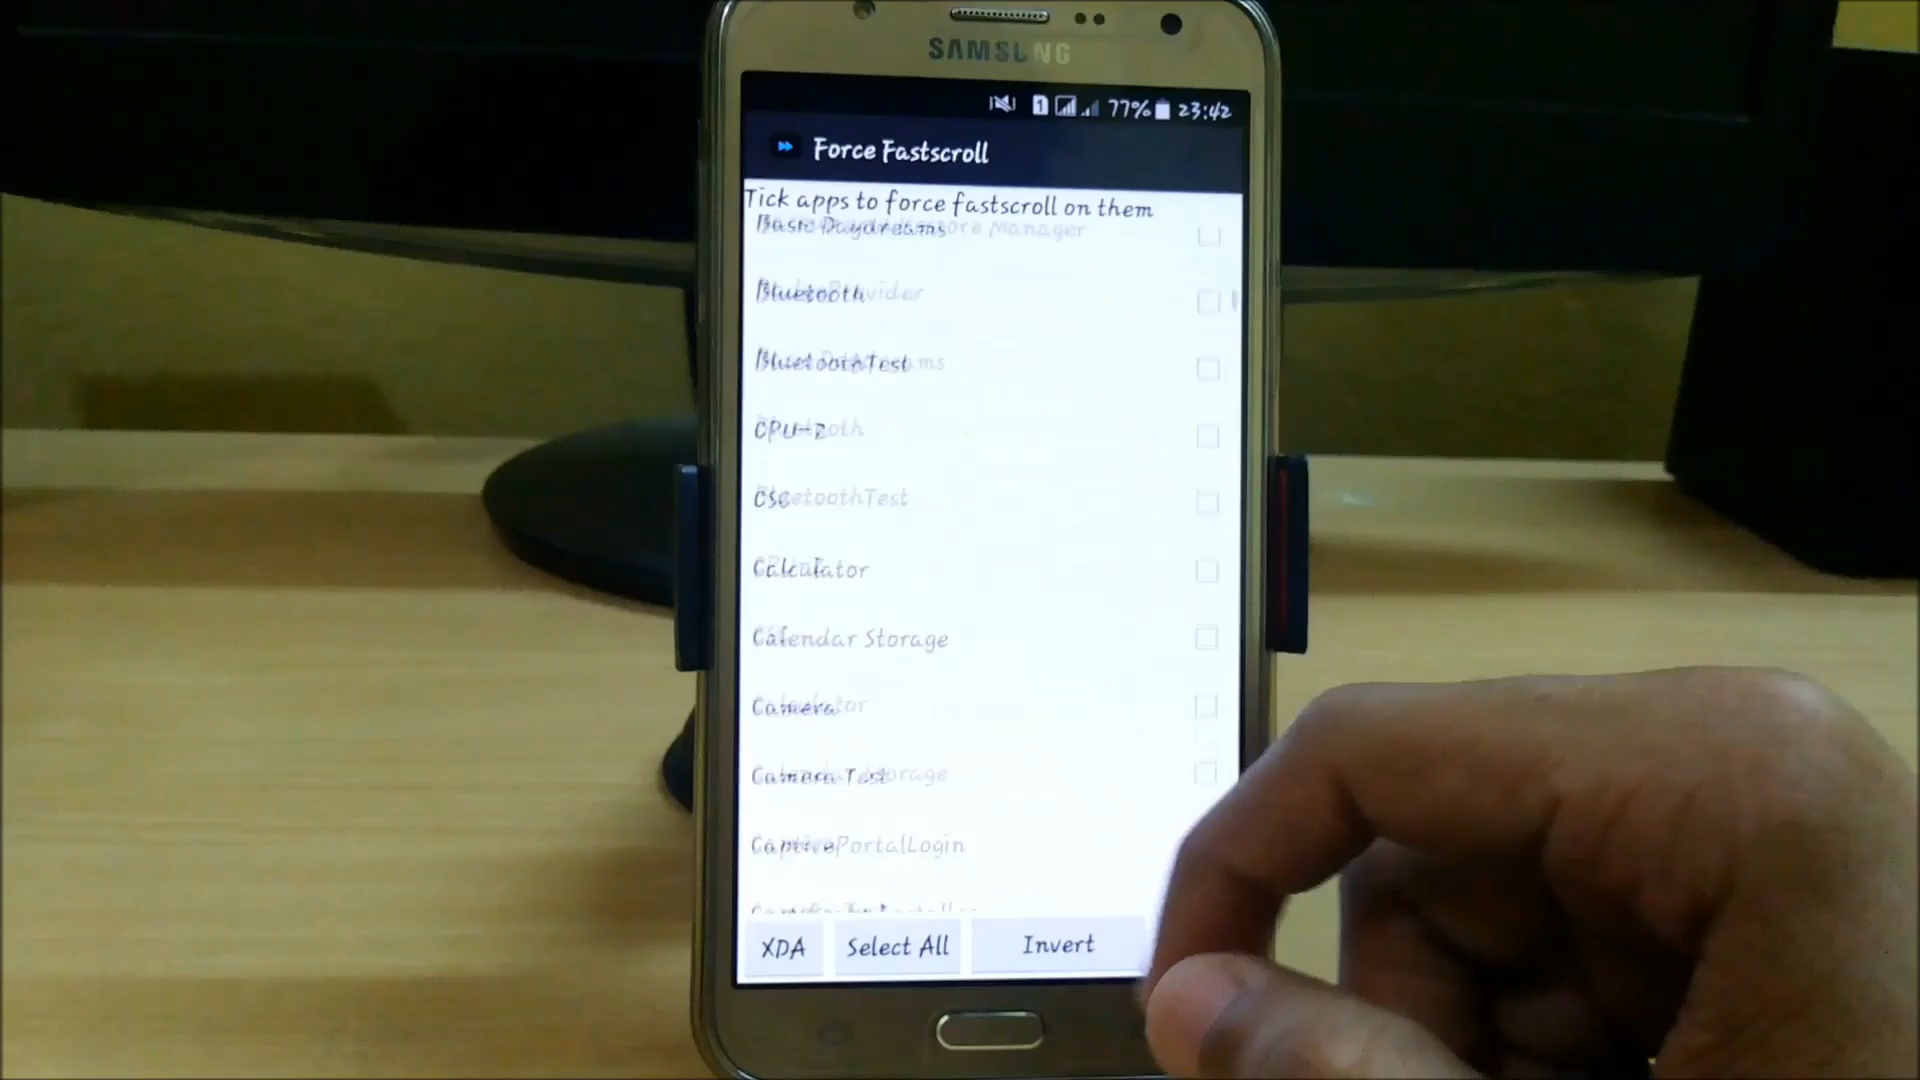 SAMSUNG
1 77% 23:42
Force Fastscroll
Tick apps to force fastscroll on them
Basic Daydreams
Bluetooth
BluetoothTest
CPU-Z
CSC
Calculator
Calendar Storage
Camera
Camera Test
CaptivePortalLogin
XDA Select All Invert